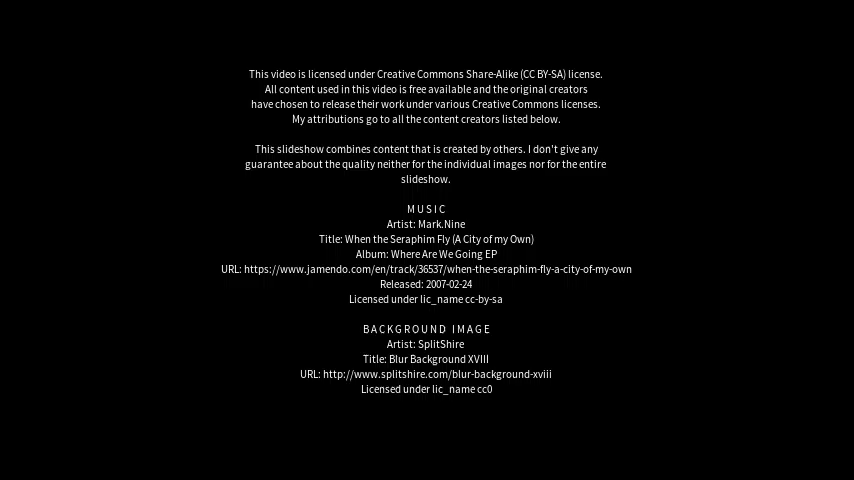 This video is licensed under Creative Commons Share-Alike (CC BY-SA) license.
All content used in this video is free available and the original creators
have chosen to release their work under various Creative Commons licenses.
My attributions go to all the content creators listed below.
This slideshow combines content that is created by others. I don't give any
guarantee about the quality neither for the individual images nor for the entire
slideshow.
MUSIC
Artist: Mark.Nine
Title: When the Seraphim Fly (A City of my Own)
Album: Where Are We Going EP
URL: https://www.jamendo.com/en/track/36537/when-the-seraphim-fly-a-city-of-my-own
Released: 2007-02-24
Licensed under lic_name cc-by-sa
BACKGROUND IMAGE
Artist: SplitShire
Title: Blur Background XVIII
URL: http://www.splitshire.com/blur-background-xviii
Licensed under lic_name cc0